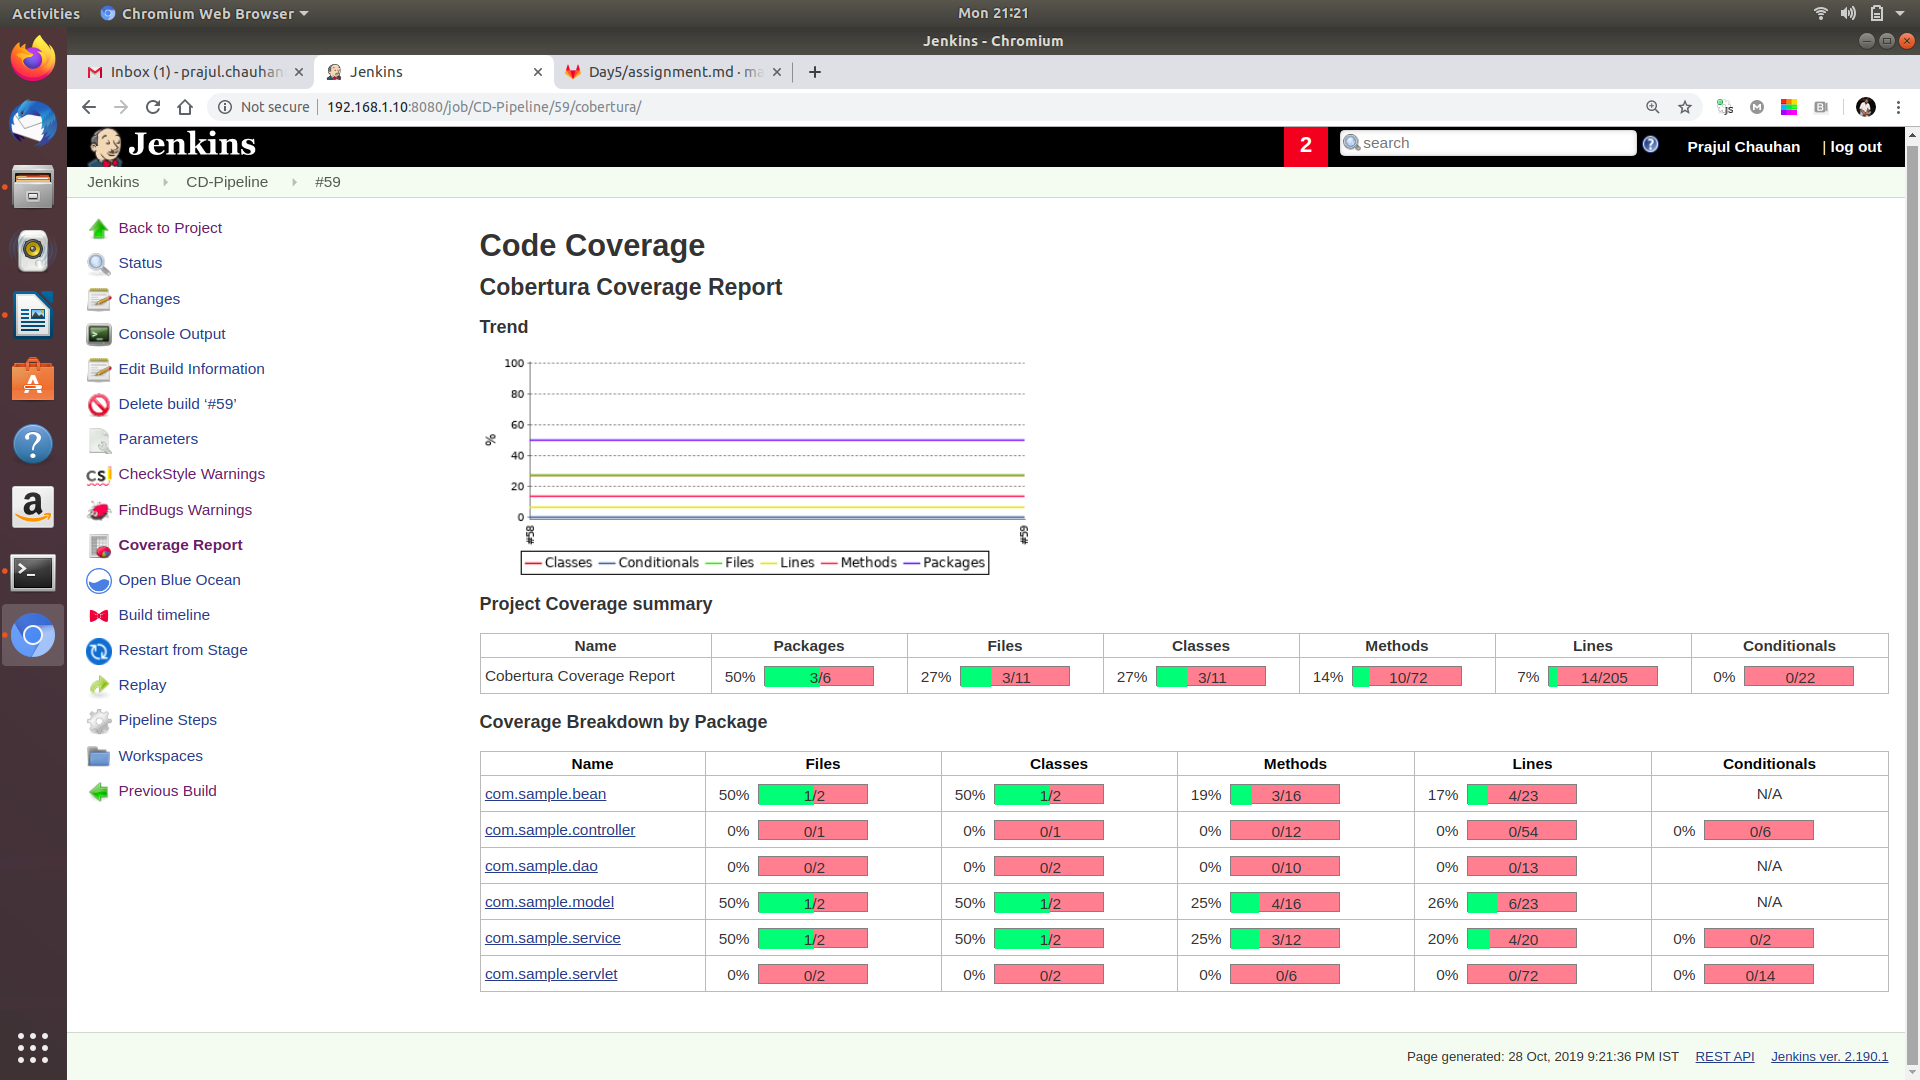 Activities Chromium Web Browser Mon 21:21
Jenkins - Chromium
Inbox (1) - prajul.chauhan Jenkins Day5/assignment.md · ma
Not secure 192.168.1.10:8080/job/CD-Pipeline/59/cobertura/
Jenkins 2 search Prajul Chauhan | log out
Jenkins CD-Pipeline #59
Back to Project
Status
Changes
Console Output
Edit Build Information
Delete build ‘#59’
Parameters
CheckStyle Warnings
FindBugs Warnings
Coverage Report
Open Blue Ocean
Build timeline
Restart from Stage
Replay
Pipeline Steps
Workspaces
Previous Build
Code Coverage
Cobertura Coverage Report
Trend
100
80
60
%
40
20
0
#58 #59
Classes Conditionals Files Lines Methods Packages
Project Coverage summary
Name Packages Files Classes Methods Lines Conditionals
Cobertura Coverage Report 50% 3/6 27% 3/11 27% 3/11 14% 10/72 7% 14/205 0% 0/22
Coverage Breakdown by Package
Name Files Classes Methods Lines Conditionals
com.sample.bean 50% 1/2 50% 1/2 19% 3/16 17% 4/23 N/A
com.sample.controller 0% 0/1 0% 0/1 0% 0/12 0% 0/54 0% 0/6
com.sample.dao 0% 0/2 0% 0/2 0% 0/10 0% 0/13 N/A
com.sample.model 50% 1/2 50% 1/2 25% 4/16 26% 6/23 N/A
com.sample.service 50% 1/2 50% 1/2 25% 3/12 20% 4/20 0% 0/2
com.sample.servlet 0% 0/2 0% 0/2 0% 0/6 0% 0/72 0% 0/14
Page generated: 28 Oct, 2019 9:21:36 PM IST REST API Jenkins ver. 2.190.1